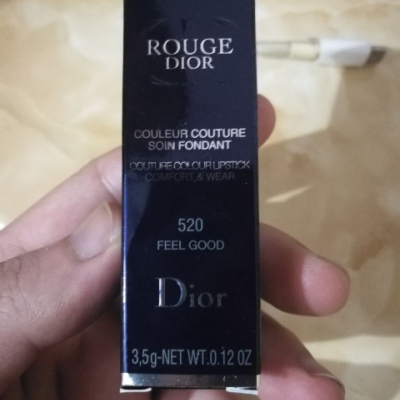 ROUGE
DIOR
COULEUR COUTURE
SOIN FONDANT
COUTURE COLOUR LIPSTICK
COMFORT & WEAR
520
FEEL GOOD
Dior
3,5g-NET WT.0.12 OZ